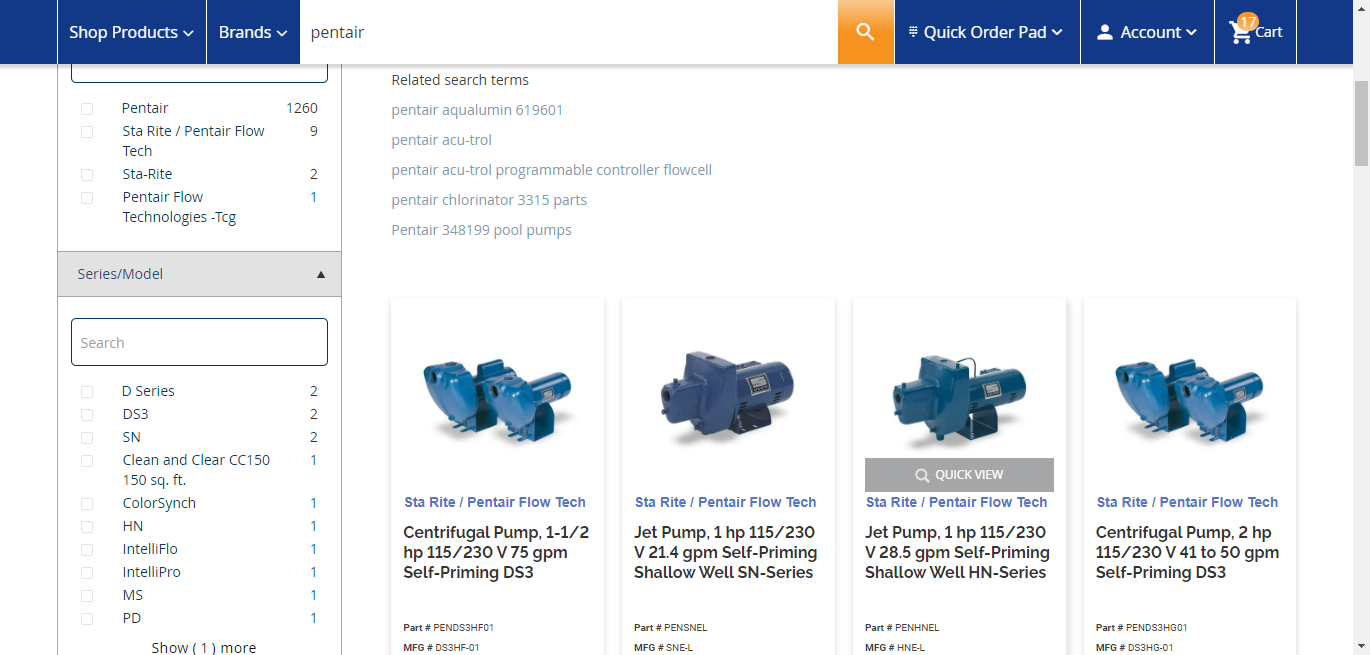 Shop Products
Brands
pentair
Quick Order Pad
Account
17
Cart
Pentair 1260
Sta Rite / Pentair Flow 9
Tech
Sta-Rite 2
Pentair Flow 1
Technologies -Tcg
Series/Model
Search
D Series 2
DS3 2
SN 2
Clean and Clear CC150 1
150 sq. ft.
ColorSynch 1
HN 1
IntelliFlo 1
IntelliPro 1
MS 1
PD 1
Show ( 1 ) more
Related search terms
pentair aqualumin 619601
pentair acu-trol
pentair acu-trol programmable controller flowcell
pentair chlorinator 3315 parts
Pentair 348199 pool pumps
Sta Rite / Pentair Flow Tech
Centrifugal Pump, 1-1/2
hp 115/230 V 75 gpm
Self-Priming DS3
Part # PENDS3HF01
MFG # DS3HF-01
Sta Rite / Pentair Flow Tech
Jet Pump, 1 hp 115/230
V 21.4 gpm Self-Priming
Shallow Well SN-Series
Part # PENSNEL
MFG # SNE-L
QUICK VIEW
Sta Rite / Pentair Flow Tech
Jet Pump, 1 hp 115/230
V 28.5 gpm Self-Priming
Shallow Well HN-Series
Part # PENHNEL
MFG # HNE-L
Sta Rite / Pentair Flow Tech
Centrifugal Pump, 2 hp
115/230 V 41 to 50 gpm
Self-Priming DS3
Part # PENDS3HG01
MFG # DS3HG-01